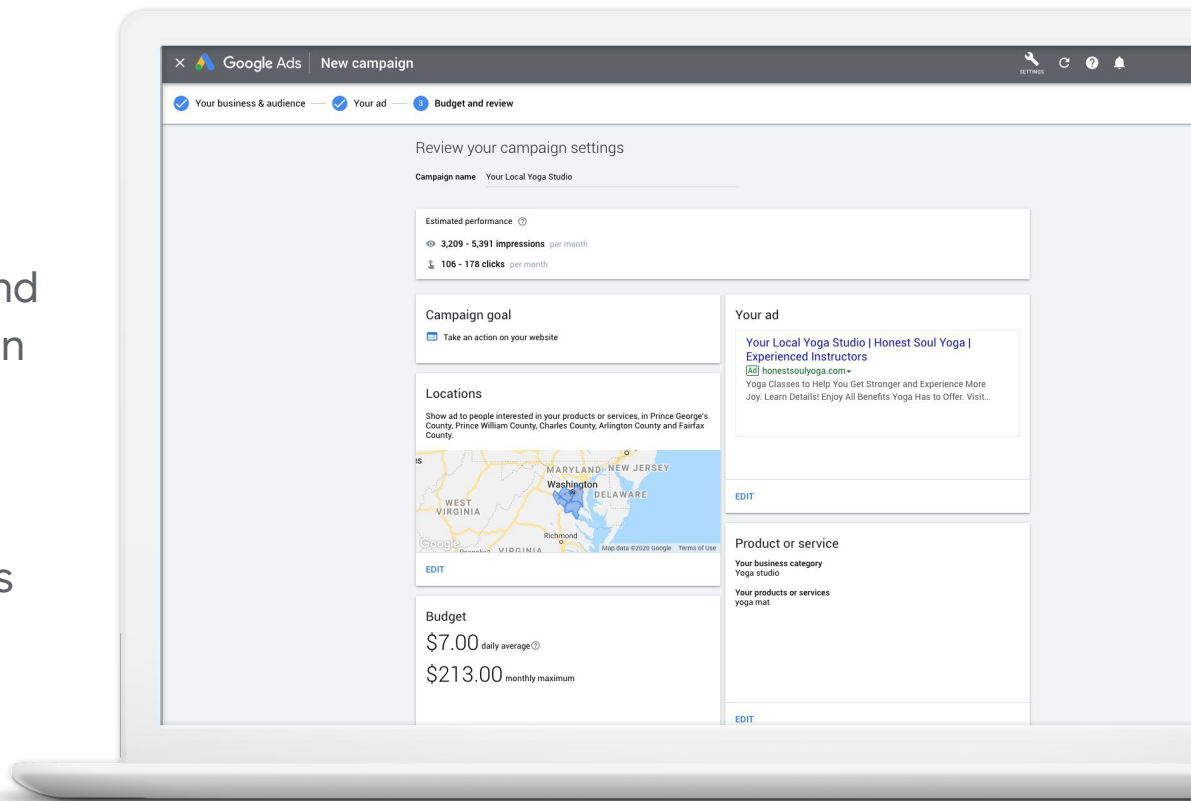 nd
n
s
× Google Ads | New campaign
SETTINGS
Your business & audience — Your ad — 3 Budget and review
Review your campaign settings
Campaign name Your Local Yoga Studio
Estimated performance
3,209 - 5,391 impressions per month
106 - 178 clicks per month
Campaign goal
Take an action on your website
Locations
Show ad to people interested in your products or services, in Prince George's
County, Prince William County, Charles County, Arlington County and Fairfax
County.
IS
MARYLAND NEW JERSEY
Washington
DELAWARE
WEST
VIRGINIA
Richmond
Google
Roanoke VIRGINIA
Map data ©2020 Google Terms of Use
EDIT
Budget
$7.00 daily average
$213.00 monthly maximum
Your ad
Your Local Yoga Studio | Honest Soul Yoga |
Experienced Instructors
Ad honestsoulyoga.com
Yoga Classes to Help You Get Stronger and Experience More
Joy. Learn Details! Enjoy All Benefits Yoga Has to Offer. Visit...
EDIT
Product or service
Your business category
Yoga studio
Your products or services
yoga mat
EDIT